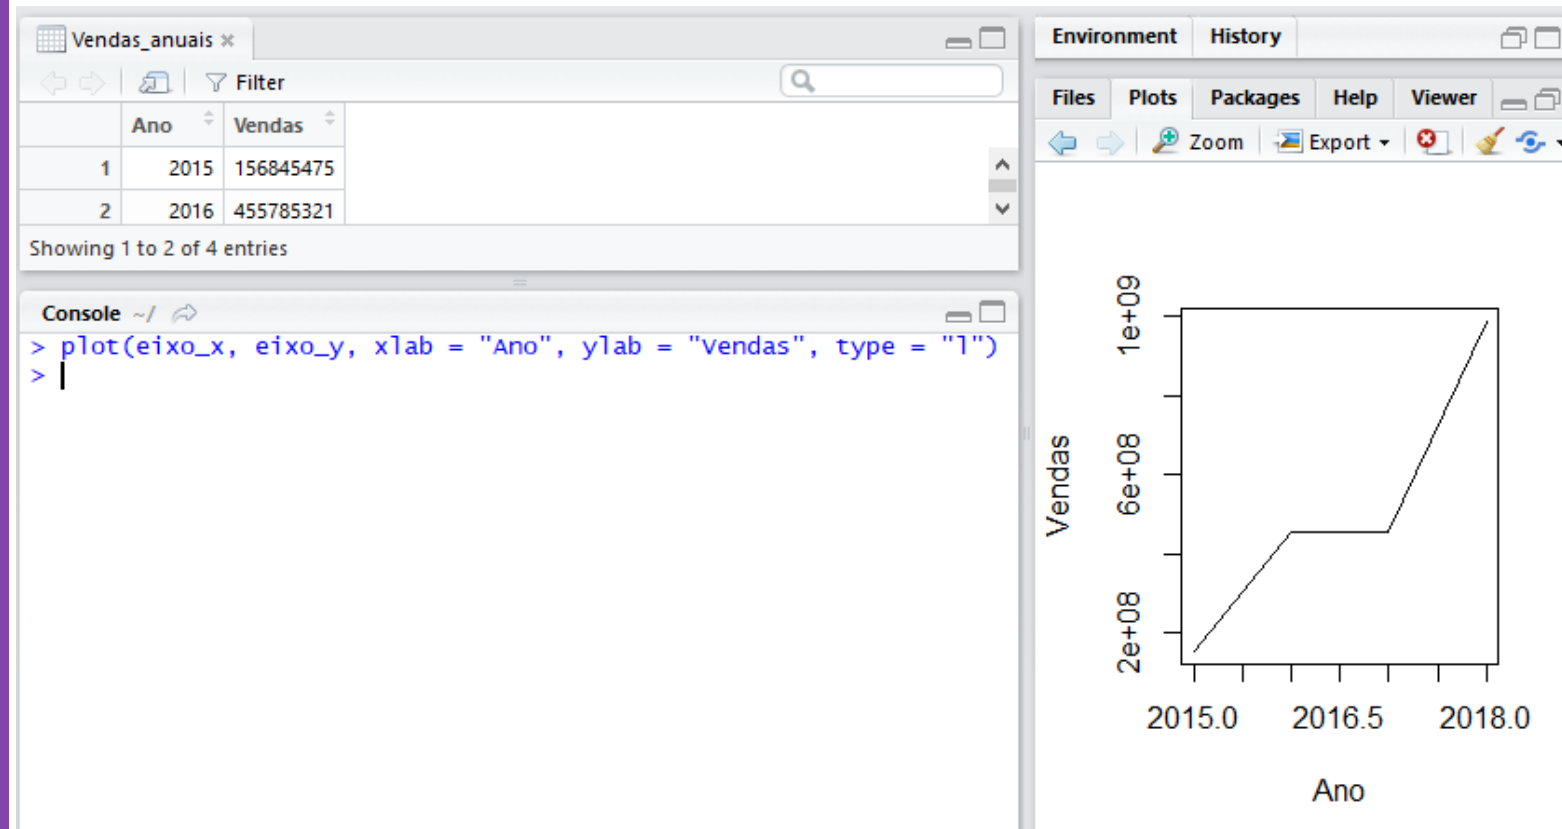 Vendas_anuais
Filter
Ano Vendas
1 2015 156845475
2 2016 455785321
Showing 1 to 2 of 4 entries
Console ~/
> plot(eixo_x, eixo_y, xlab = "Ano", ylab = "Vendas", type = "l")
>
Environment History
Files Plots Packages Help Viewer
Zoom Export
1e+09
6e+08
2e+08
Vendas
2015.0 2016.5 2018.0
Ano